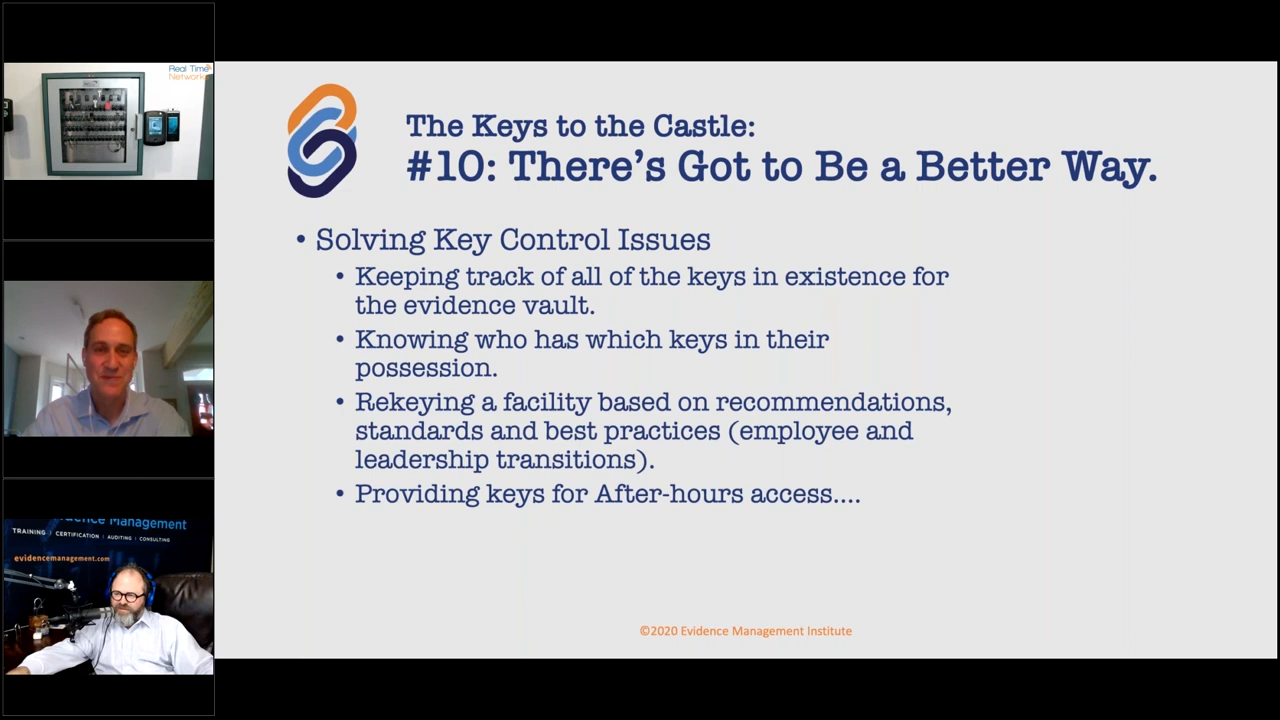 Real Time
Networks
The Keys to the Castle:
#10: There's Got to Be a Better Way.
• Solving Key Control Issues
• Keeping track of all of the keys in existence for
the evidence vault.
• Knowing who has which keys in their
possession.
• Rekeying a facility based on recommendations,
standards and best practices (employee and
leadership transitions).
• Providing keys for After-hours access....
©2020 Evidence Management Institute
Evidence Management
TRAINING | CERTIFICATION | AUDITING | CONSULTING
evidencemanagement.com